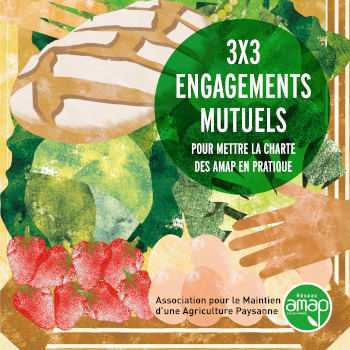 3X3
ENGAGEMENTS
MUTUELS
POUR METTRE LA CHARTE
DES AMAP EN PRATIQUE
Association pour le Maintien
d'une Agriculture Paysanne
Réseau
amap